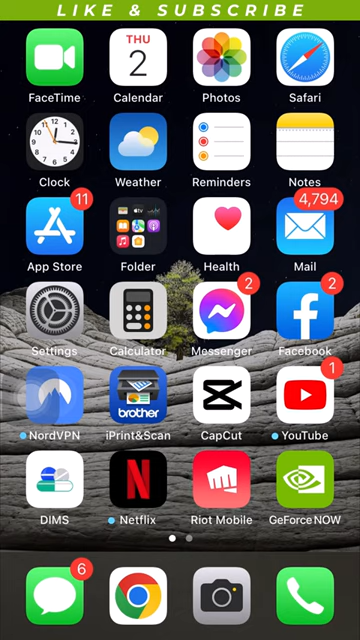 LIKE & SUBSCRIBE
THU
2
FaceTime Calendar Photos Safari
Clock Weather Reminders Notes
11 4,794
App Store Folder Health Mail
2 2
Settings Calculator Messenger Facebook
1
brother
NordVPN iPrint&Scan CapCut YouTube
DIMS Netflix Riot Mobile GeForce NOW
6